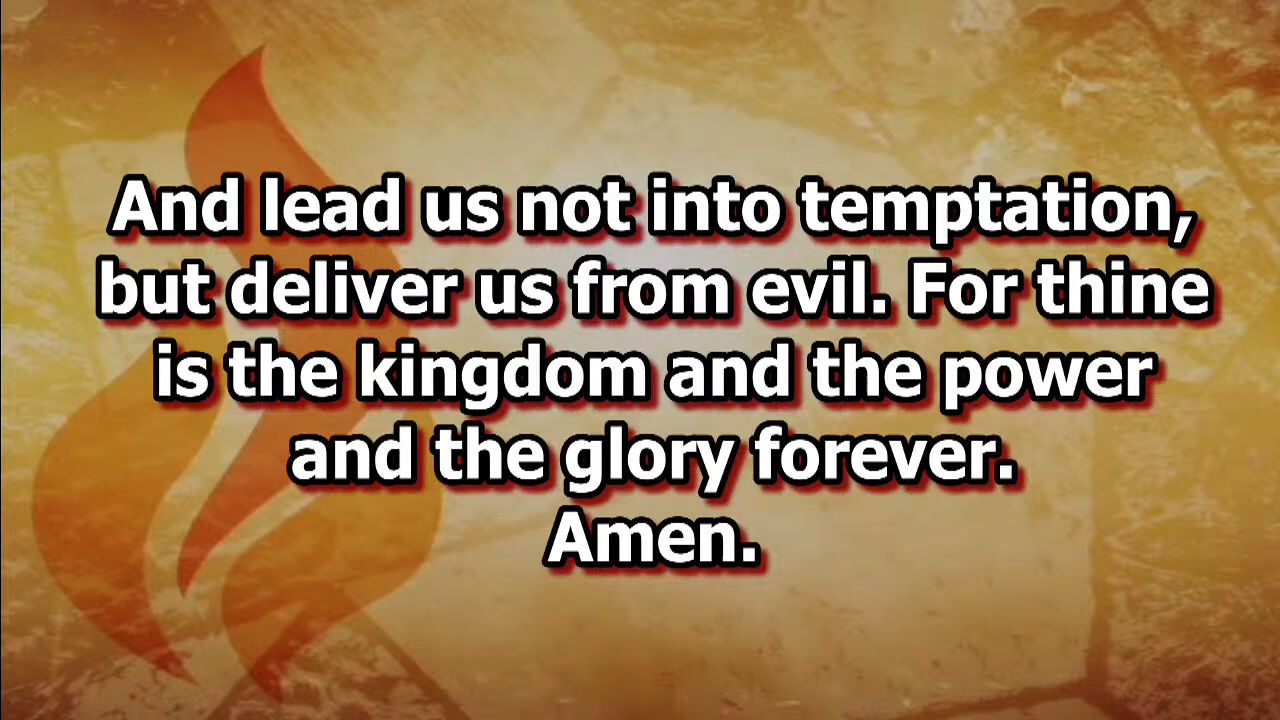 And lead us not into temptation,
but deliver us from evil. For thine
is the kingdom and the power
and the glory forever.
Amen.